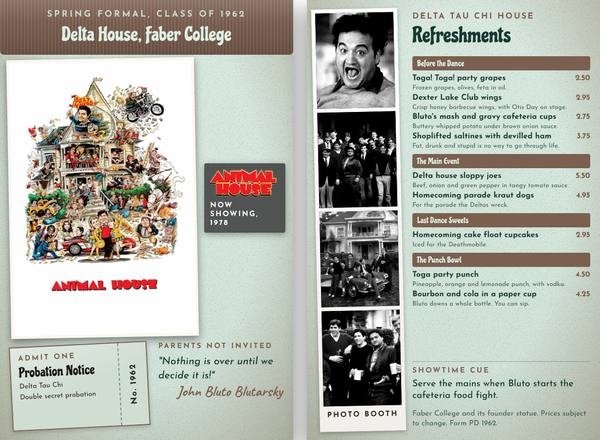 SPRING FORMAL, CLASS OF 1962
Delta House, Faber College
ANIMAL HOUSE
ANIMAL
HOUSE
NOW
SHOWING,
1978
ADMIT ONE
Probation Notice
Delta Tau Chi
Double secret probation
No. 1962
PARENTS NOT INVITED
"Nothing is over until we
decide it is!"
John Bluto Blutarsky
PHOTO BOOTH
DELTA TAU CHI HOUSE
Refreshments
Before the Dance
Toga! Toga! party grapes 2.50
Frozen grapes, olives, feta in oil.
Dexter Lake Club wings 2.95
Crisp honey barbecue wings, with Otis Day on stage.
Bluto's mash and gravy cafeteria cups 2.75
Buttery whipped potato under brown onion sauce.
Shoplifted saltines with devilled ham 3.75
Fat, drunk and stupid is no way to go through life.
The Main Event
Delta house sloppy joes 5.50
Beef, onion and green pepper in tangy tomato sauce.
Homecoming parade kraut dogs 4.95
For the parade the Deltas wreck.
Last Dance Sweets
Homecoming cake float cupcakes 2.95
Iced for the Deathmobile.
The Punch Bowl
Toga party punch 4.50
Pineapple, orange and lemonade punch, with vodka.
Bourbon and cola in a paper cup 4.25
Bluto downs a whole bottle. You can sip.
SHOWTIME CUE
Serve the mains when Bluto starts the
cafeteria food fight.
Faber College and its founder statue. Prices subject
to change. Form PD 1962.